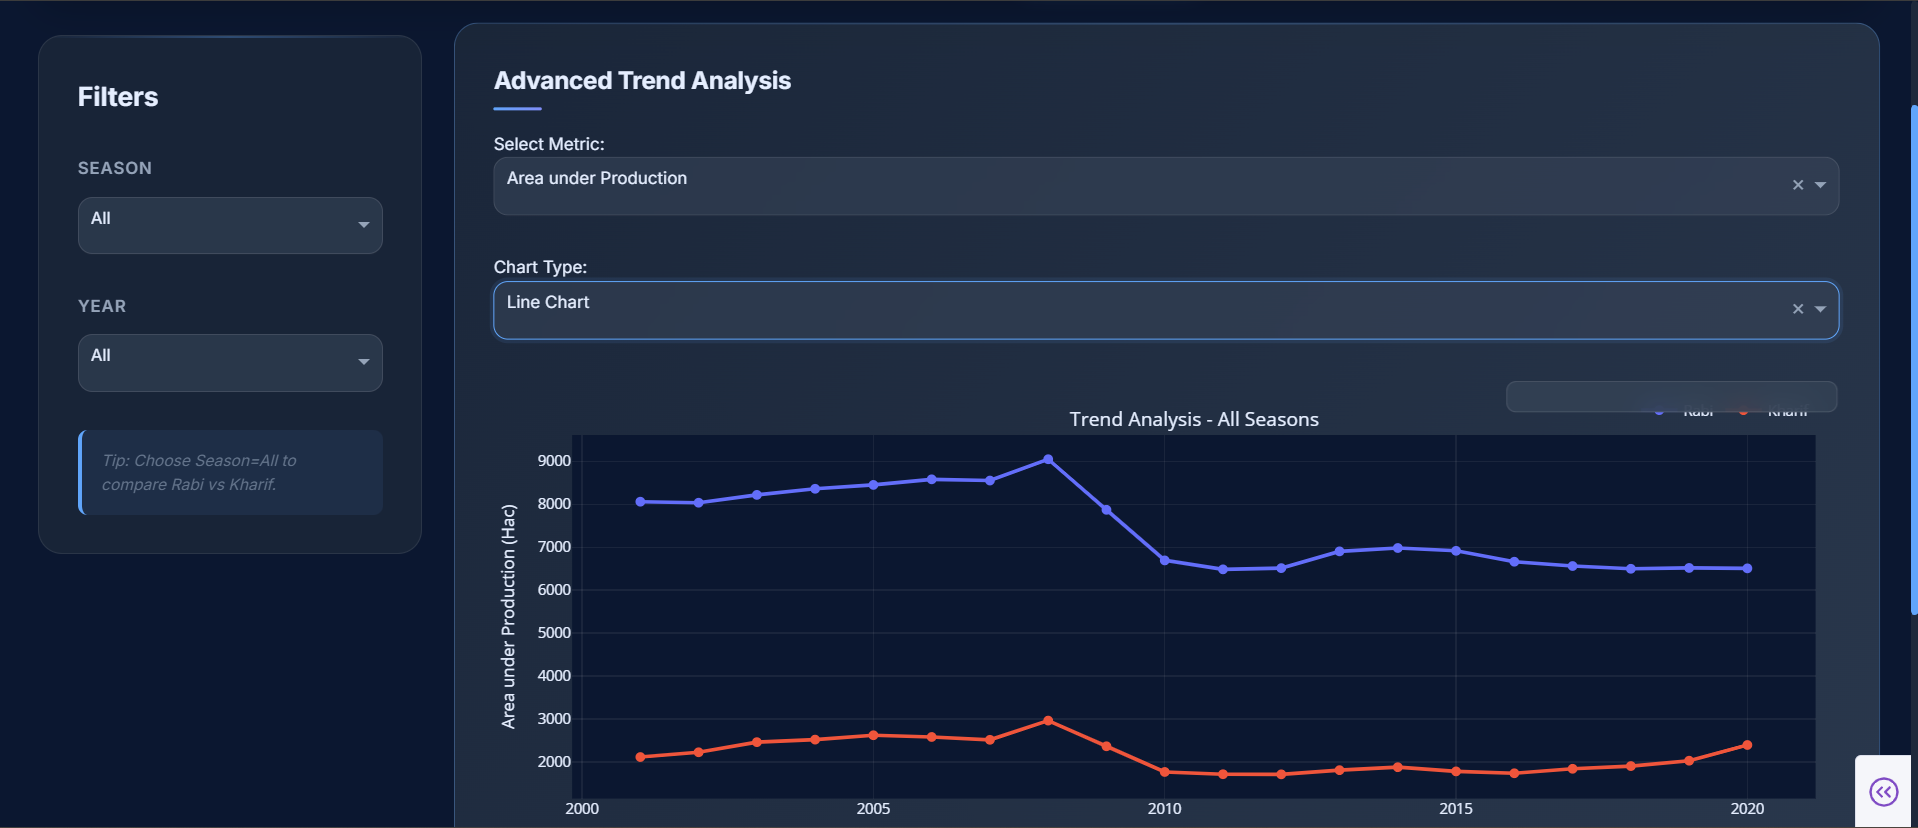 Filters
SEASON
All
YEAR
All
Tip: Choose Season=All to
compare Rabi vs Kharif.
Advanced Trend Analysis
Select Metric:
Area under Production
Chart Type:
Line Chart
Rabi Kharif
Trend Analysis - All Seasons
Area under Production (Hac)
9000
8000
7000
6000
5000
4000
3000
2000
2000 2005 2010 2015 2020